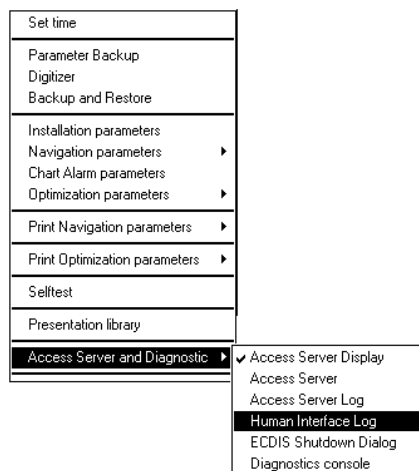 Set time
Parameter Backup
Digitizer
Backup and Restore
Installation parameters
Navigation parameters
Chart Alarm parameters
Optimization parameters
Print Navigation parameters
Print Optimization parameters
Selftest
Presentation library
Access Server and Diagnostic
Access Server Display
Access Server
Access Server Log
Human Interface Log
ECDIS Shutdown Dialog
Diagnostics console